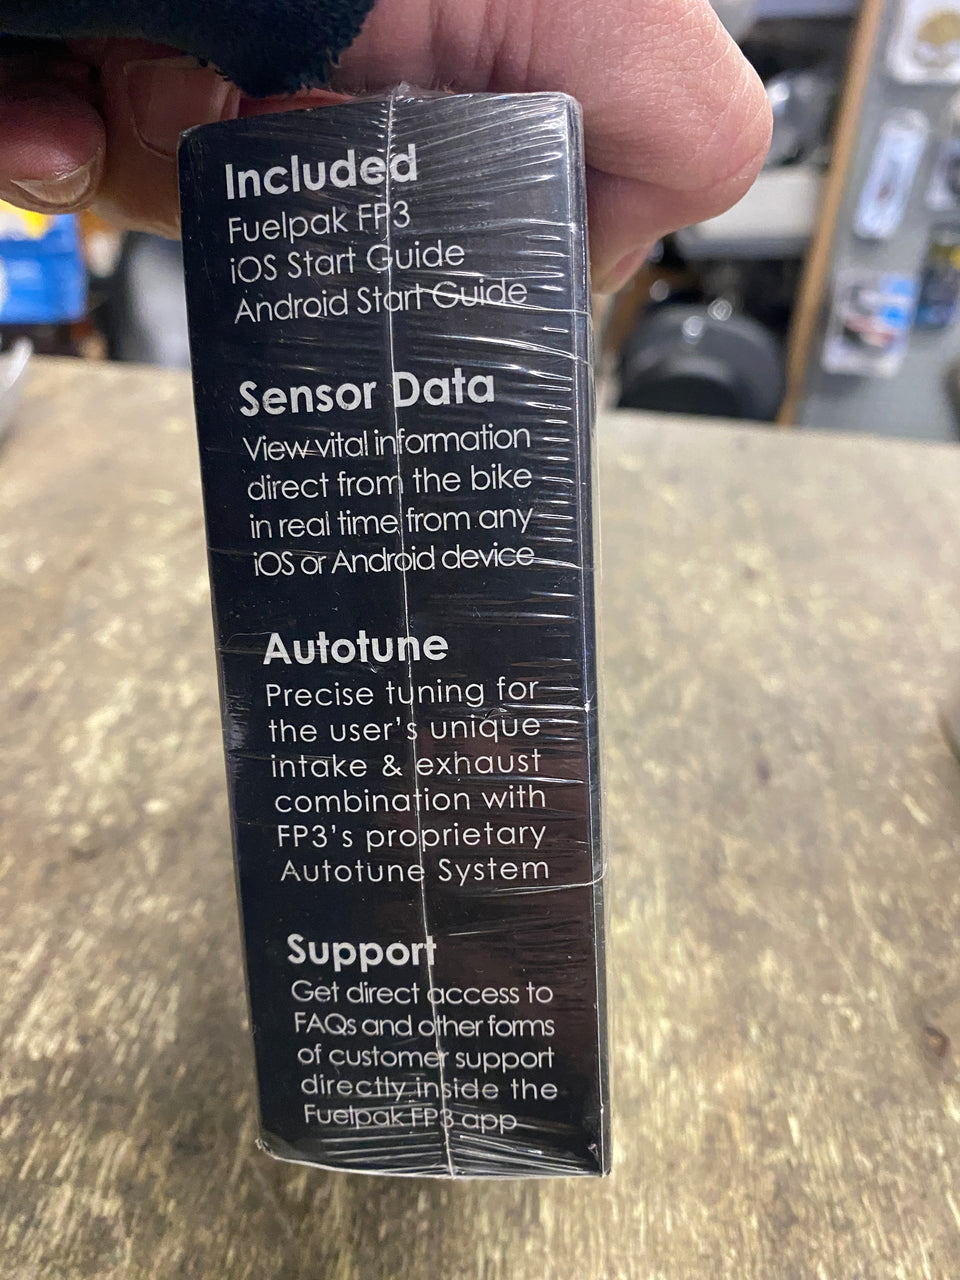 Included
Fuelpak FP3
iOS Start Guide
Android Start Guide
Sensor Data
View vital information
direct from the bike
in real time from any
iOS or Android device
Autotune
Precise tuning for
the user's unique
intake & exhaust
combination with
FP3's proprietary
Autotune System
Support
Get direct access to
FAQs and other forms
of customer support
directly inside the
Fuelpak FP3 app